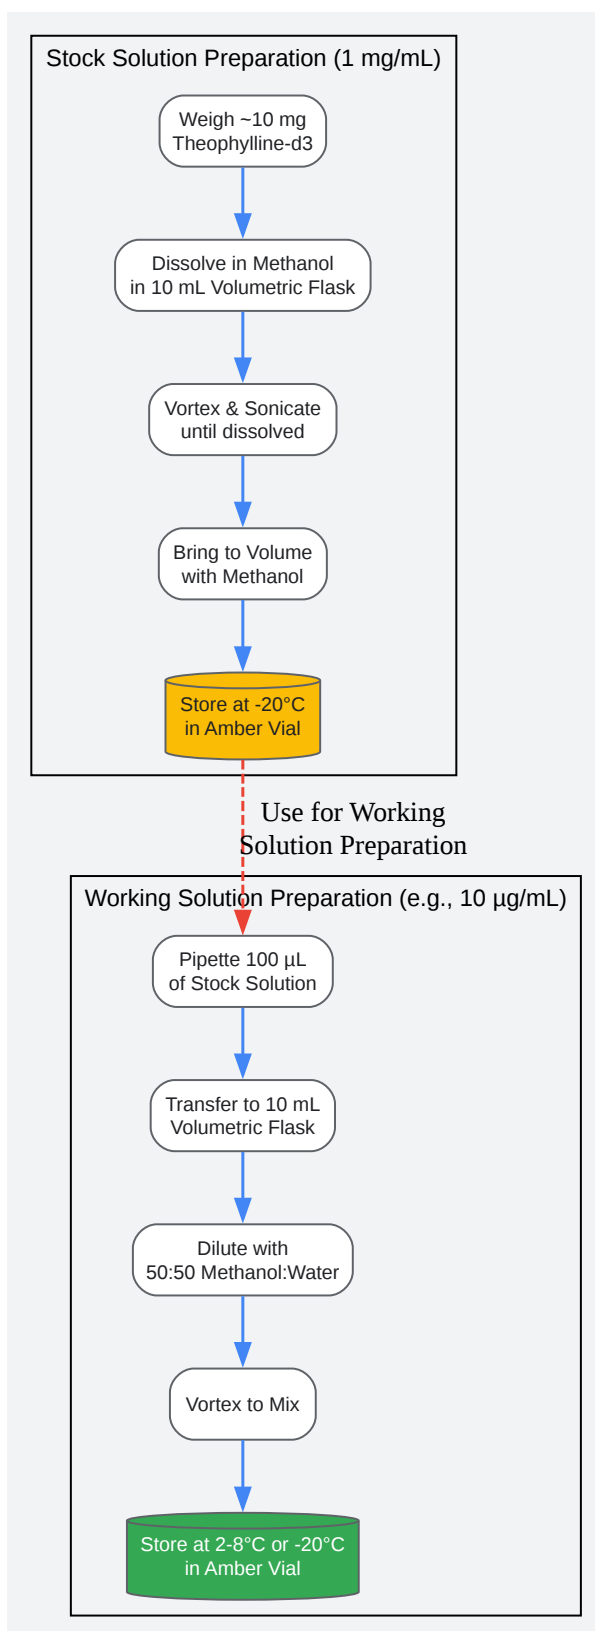 Stock Solution Preparation (1 mg/mL)
Weigh ~10 mg
Theophylline-d3
Dissolve in Methanol
in 10 mL Volumetric Flask
Vortex & Sonicate
until dissolved
Bring to Volume
with Methanol
Store at -20°C
in Amber Vial
Use for Working
Solution Preparation
Working Solution Preparation (e.g., 10 µg/mL)
Pipette 100 µL
of Stock Solution
Transfer to 10 mL
Volumetric Flask
Dilute with
50:50 Methanol:Water
Vortex to Mix
Store at 2-8°C or -20°C
in Amber Vial